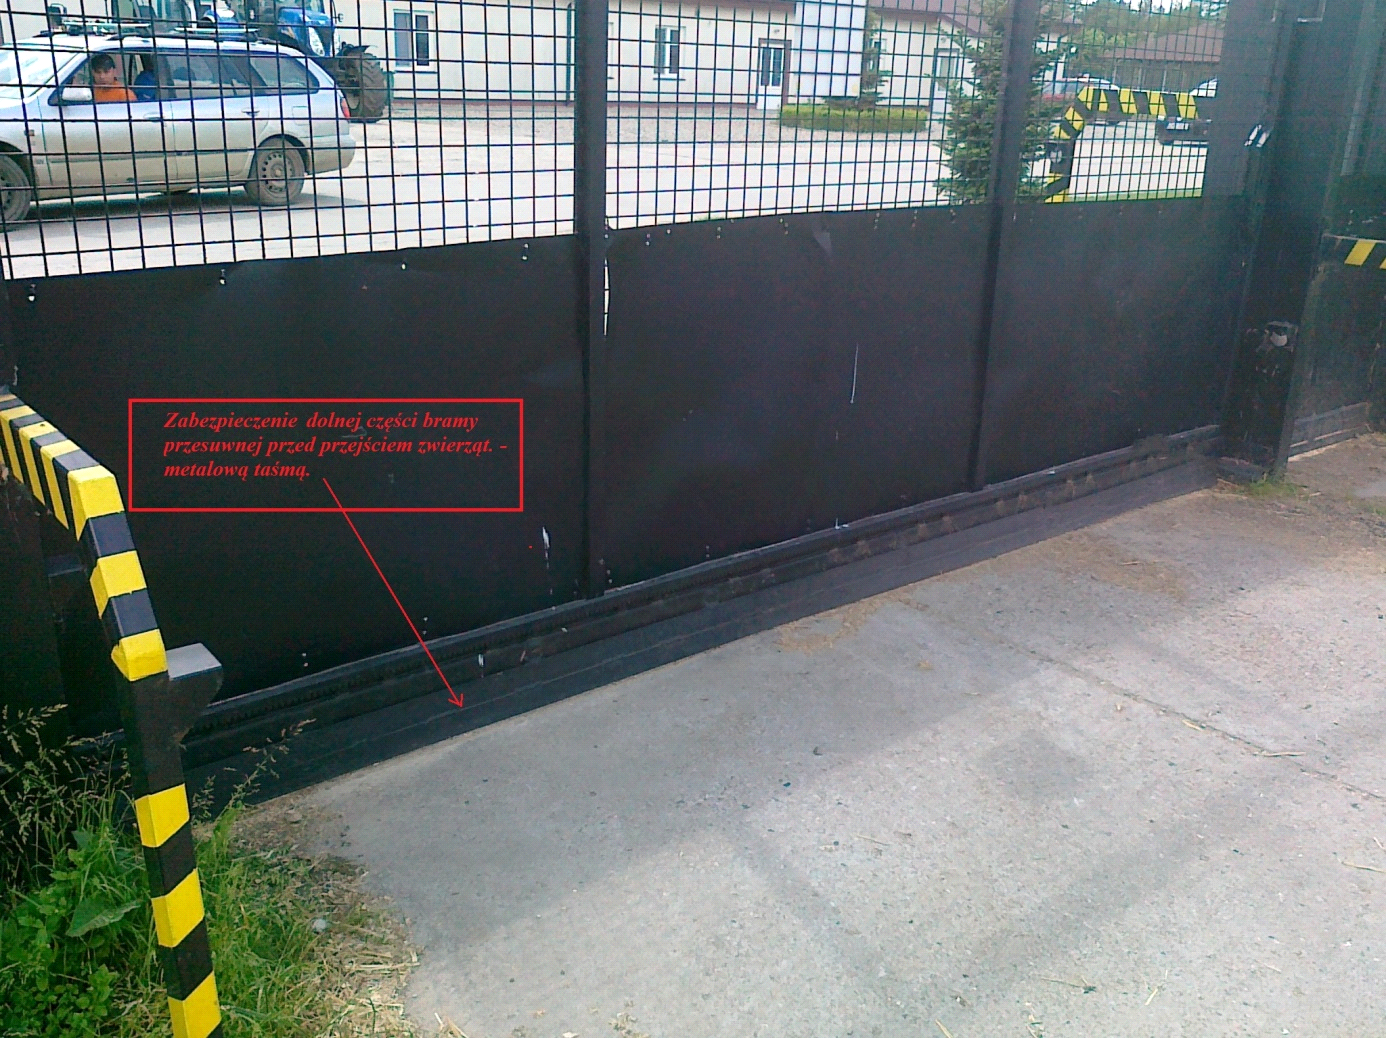 Zabezpieczenie dolnej części bramy
przesuwnej przed przejściem zwierząt. -
metalową taśmą.